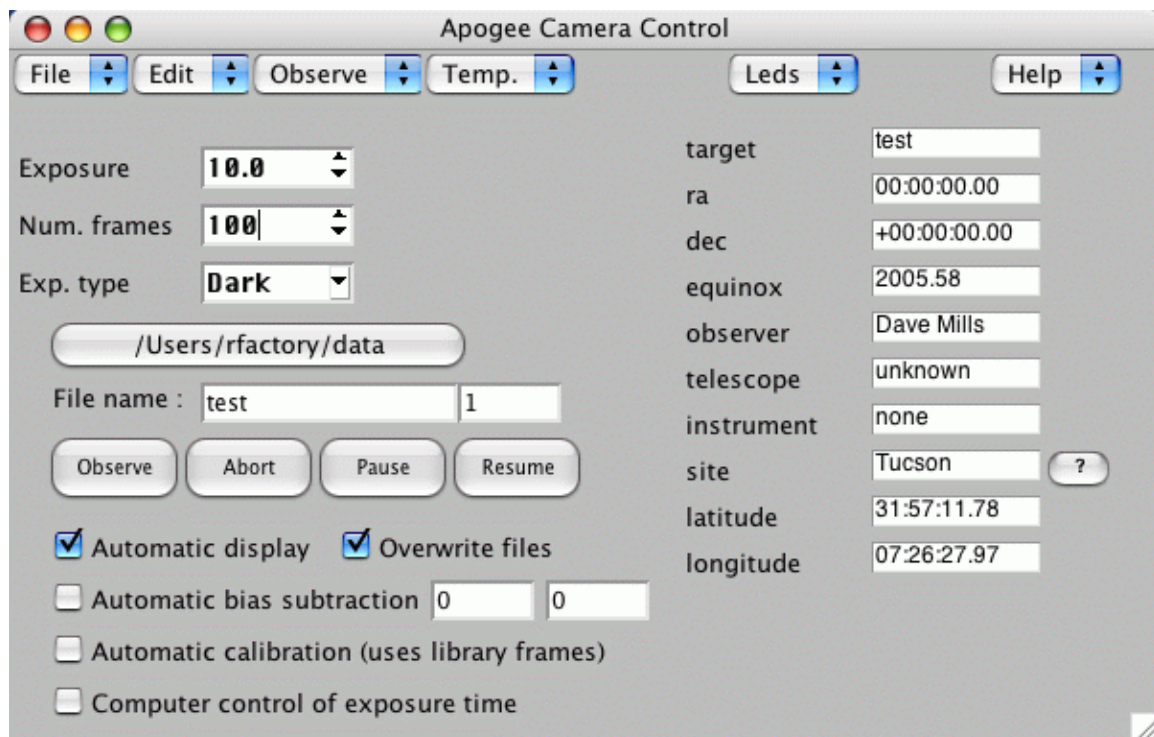 Apogee Camera Control
File Edit Observe Temp. Leds Help
Exposure 10.0
Num. frames 100
Exp. type Dark
/Users/rfactory/data
File name : test 1
Observe Abort Pause Resume
Automatic display Overwrite files
Automatic bias subtraction 0 0
Automatic calibration (uses library frames)
Computer control of exposure time
target test
ra 00:00:00.00
dec +00:00:00.00
equinox 2005.58
observer Dave Mills
telescope unknown
instrument none
site Tucson ?
latitude 31:57:11.78
longitude 07:26:27.97